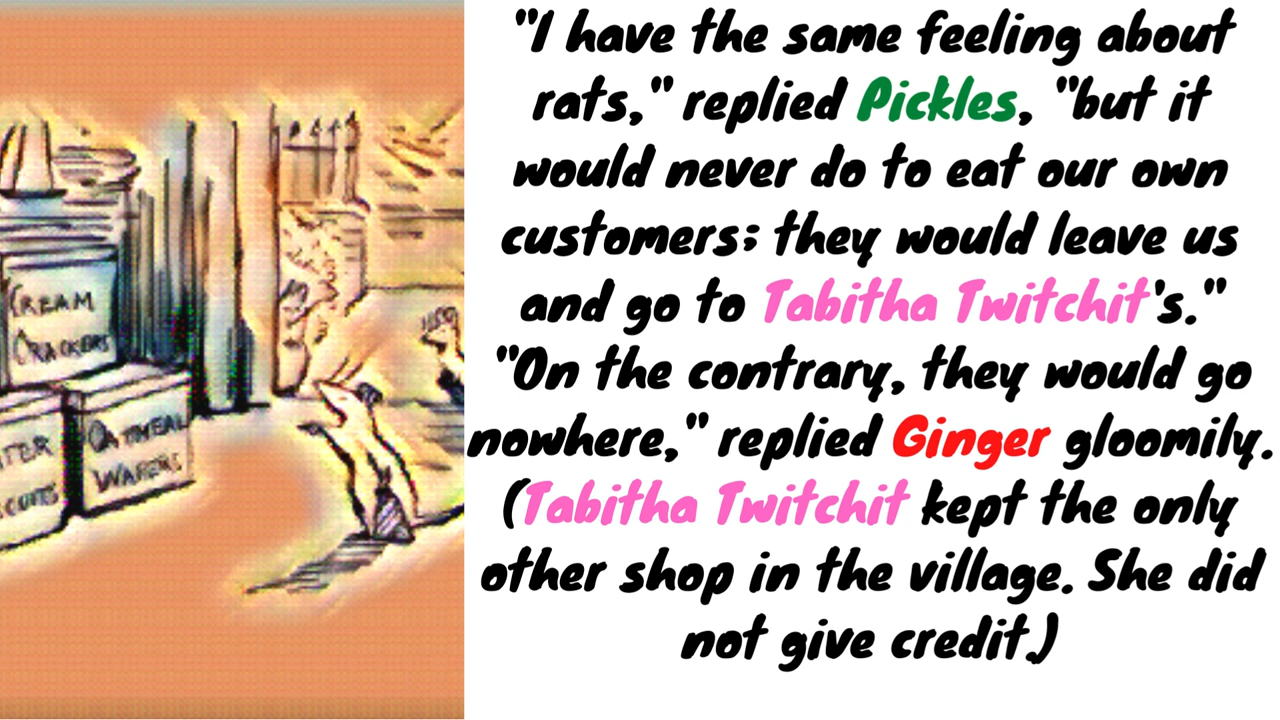 "I have the same feeling about
rats," replied Pickles, "but it
would never do to eat our own
customers; they would leave us
and go to Tabitha Twitchit's."
"On the contrary, they would go
nowhere," replied Ginger gloomily.
(Tabitha Twitchit kept the only
other shop in the village. She did
not give credit.)
CREAM
CRACKERS
TER
SCUITS
OATMEAL
WAFERS